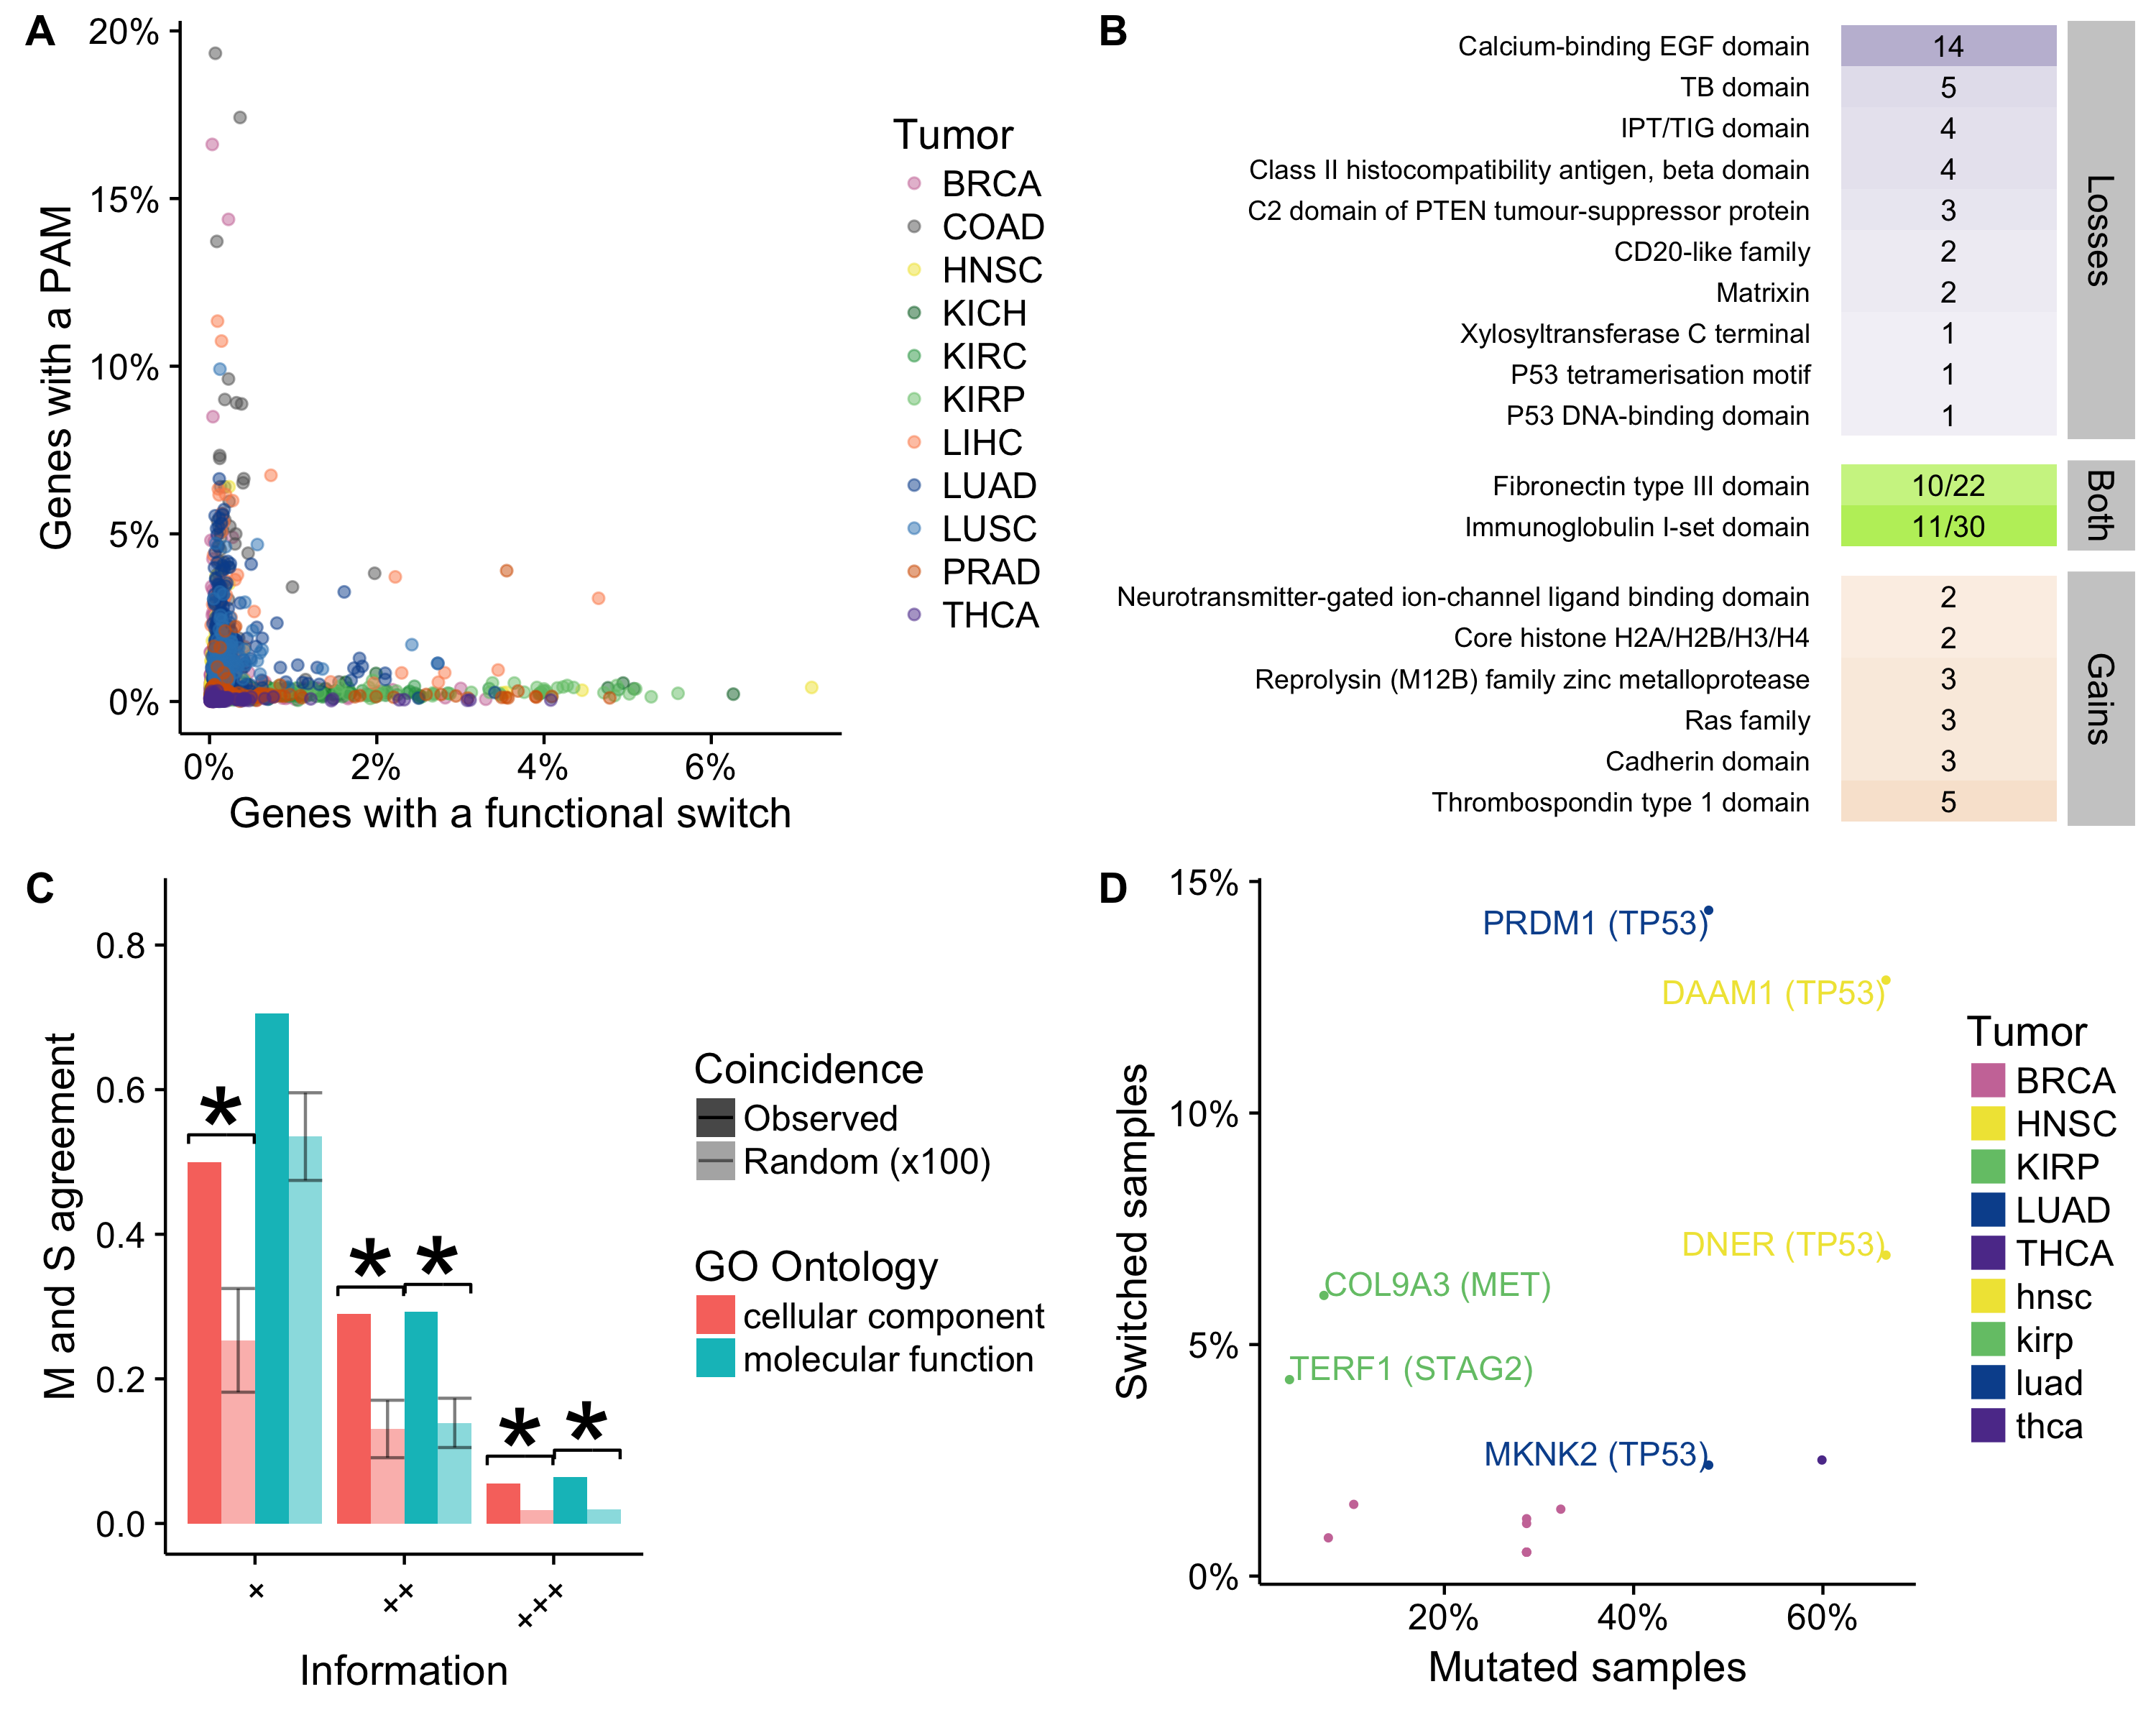 A
20%
15%
10%
5%
0%
Genes with a PAM
0%
2%
4%
6%
Genes with a functional switch
Tumor
BRCA
COAD
HNSC
KICH
KIRC
KIRP
LIHC
LUAD
LUSC
PRAD
THCA
B
Calcium-binding EGF domain 14
TB domain 5
IPT/TIG domain 4
Class II histocompatibility antigen, beta domain 4
C2 domain of PTEN tumour-suppressor protein 3
CD20-like family 2
Matrixin 2
Xylosyltransferase C terminal 1
P53 tetramerisation motif 1
P53 DNA-binding domain 1
Losses
Fibronectin type III domain 10/22
Immunoglobulin I-set domain 11/30
Both
Neurotransmitter-gated ion-channel ligand binding domain 2
Core histone H2A/H2B/H3/H4 2
Reprolysin (M12B) family zinc metalloprotease 3
Ras family 3
Cadherin domain 3
Thrombospondin type 1 domain 5
Gains
C
0.8
0.6
0.4
0.2
0.0
M and S agreement
*
* *
* *
+
++
+++
Information
Coincidence
Observed
Random (x100)
GO Ontology
cellular component
molecular function
D
15%
10%
5%
0%
Switched samples
PRDM1 (TP53)
DAAM1 (TP53)
DNER (TP53)
COL9A3 (MET)
TERF1 (STAG2)
MKNK2 (TP53)
20%
40%
60%
Mutated samples
Tumor
BRCA
HNSC
KIRP
LUAD
THCA
hnsc
kirp
luad
thca